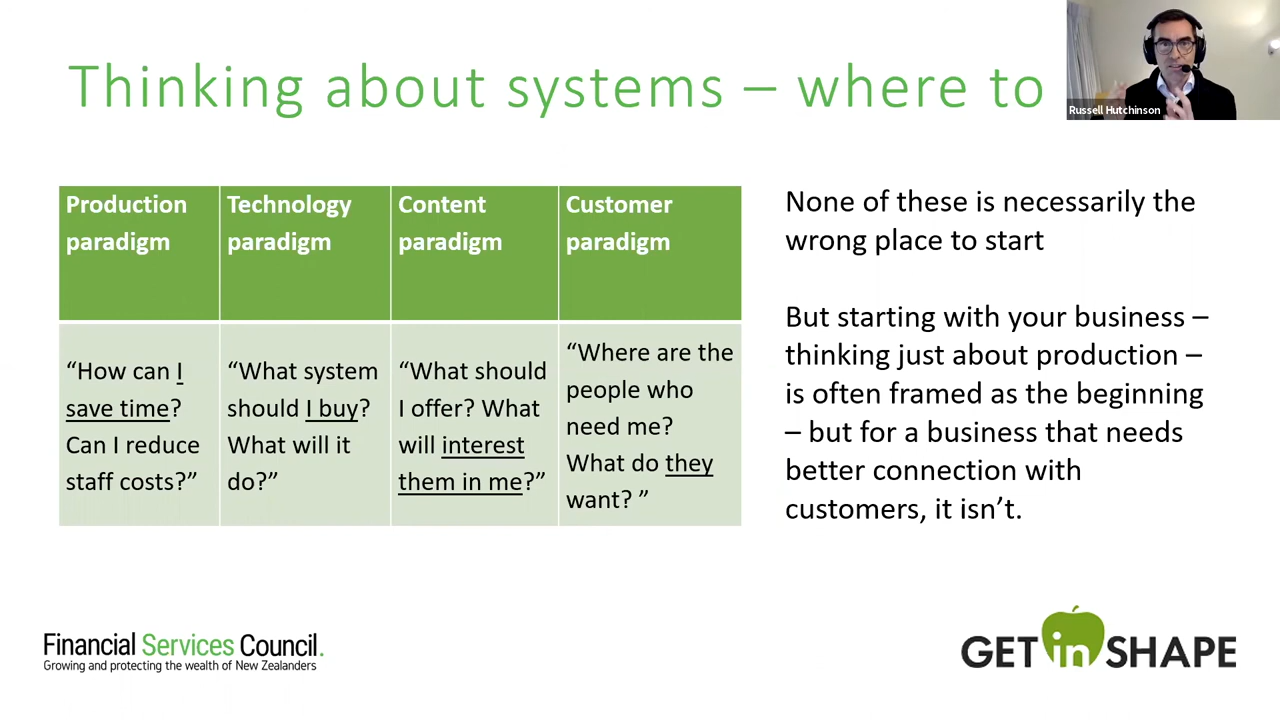 Thinking about systems – where to
Russell Hutchinson
Production
paradigm
Technology
paradigm
Content
paradigm
Customer
paradigm
“How can I
save time?
Can I reduce
staff costs?”
“What system
should I buy?
What will it
do?”
“What should
I offer? What
will interest
them in me?”
“Where are the
people who
need me?
What do they
want? ”
None of these is necessarily the
wrong place to start
But starting with your business –
thinking just about production –
is often framed as the beginning
– but for a business that needs
better connection with
customers, it isn’t.
Financial Services Council.
Growing and protecting the wealth of New Zealanders
GET in SHAPE